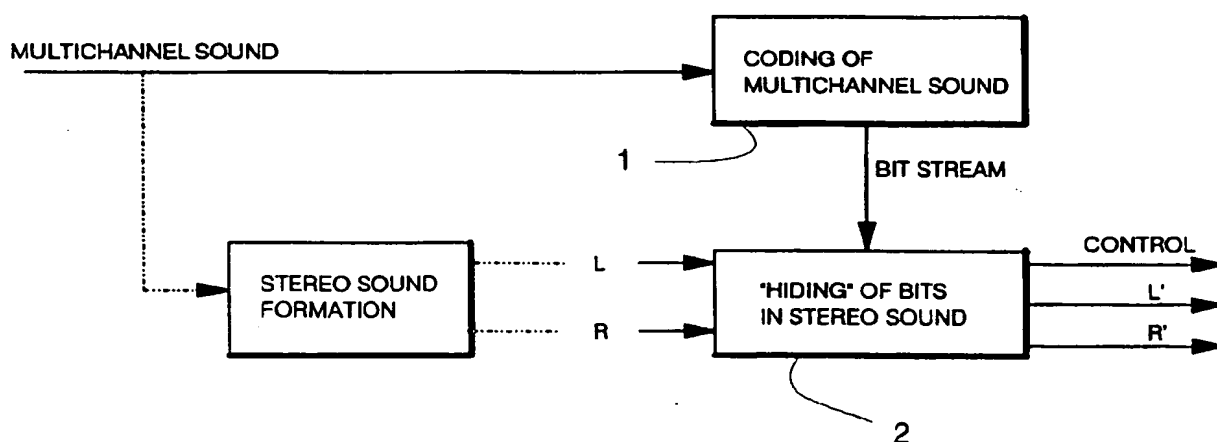 MULTICHANNEL SOUND
CODING OF
MULTICHANNEL SOUND
1
BIT STREAM
STEREO SOUND
FORMATION
L
R
"HIDING" OF BITS
IN STEREO SOUND
CONTROL
L'
R'
2